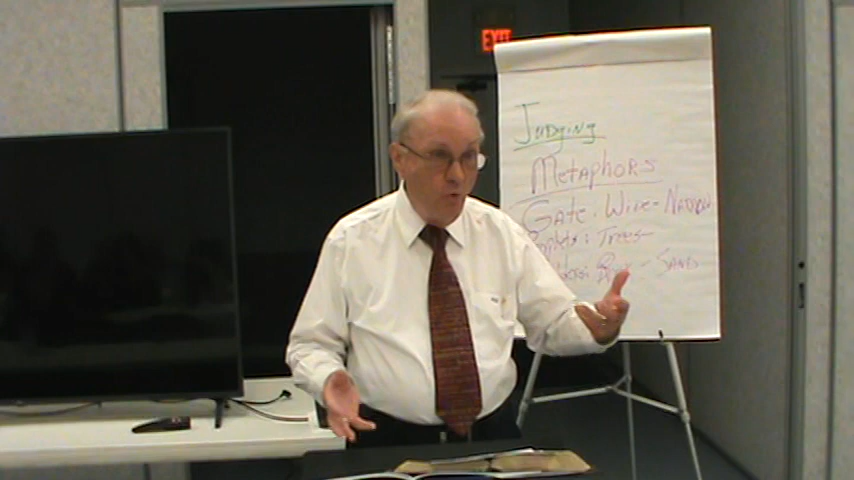 EXIT
Judging
Metaphors
Gate: Wide - Narrow
Trees
Sand